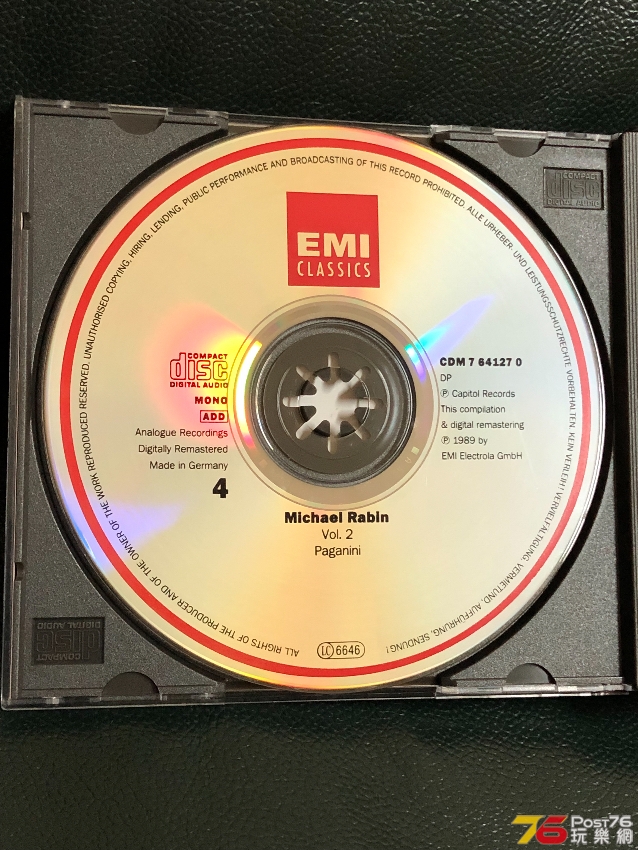 ALL RIGHTS OF THE PRODUCER AND OF THE OWNER OF THE WORK REPRODUCED RESERVED. UNAUTHORISED COPYING, HIRING, LENDING, PUBLIC PERFORMANCE AND BROADCASTING OF THIS RECORD PROHIBITED. ALLE URHEBER- UND LEISTUNGSSCHUTZRECHTE VORBEHALTEN. KEIN VERLEIH! VERVIELFÄLTIGUNG, VERMIETUNG, AUFFÜHRUNG, SENDUNG!
EMI
CLASSICS
COMPACT
disc
DIGITAL AUDIO
COMPACT
disc
DIGITAL AUDIO
MONO
ADD
Analogue Recordings
Digitally Remastered
Made in Germany
4
CDM 7 64127 0
DP
Ⓟ Capitol Records
This compilation
& digital remastering
Ⓟ 1989 by
EMI Electrola GmbH
Michael Rabin
Vol. 2
Paganini
LC 6646
COMPACT
disc
DIGITAL AUDIO
76 Post76
玩樂網